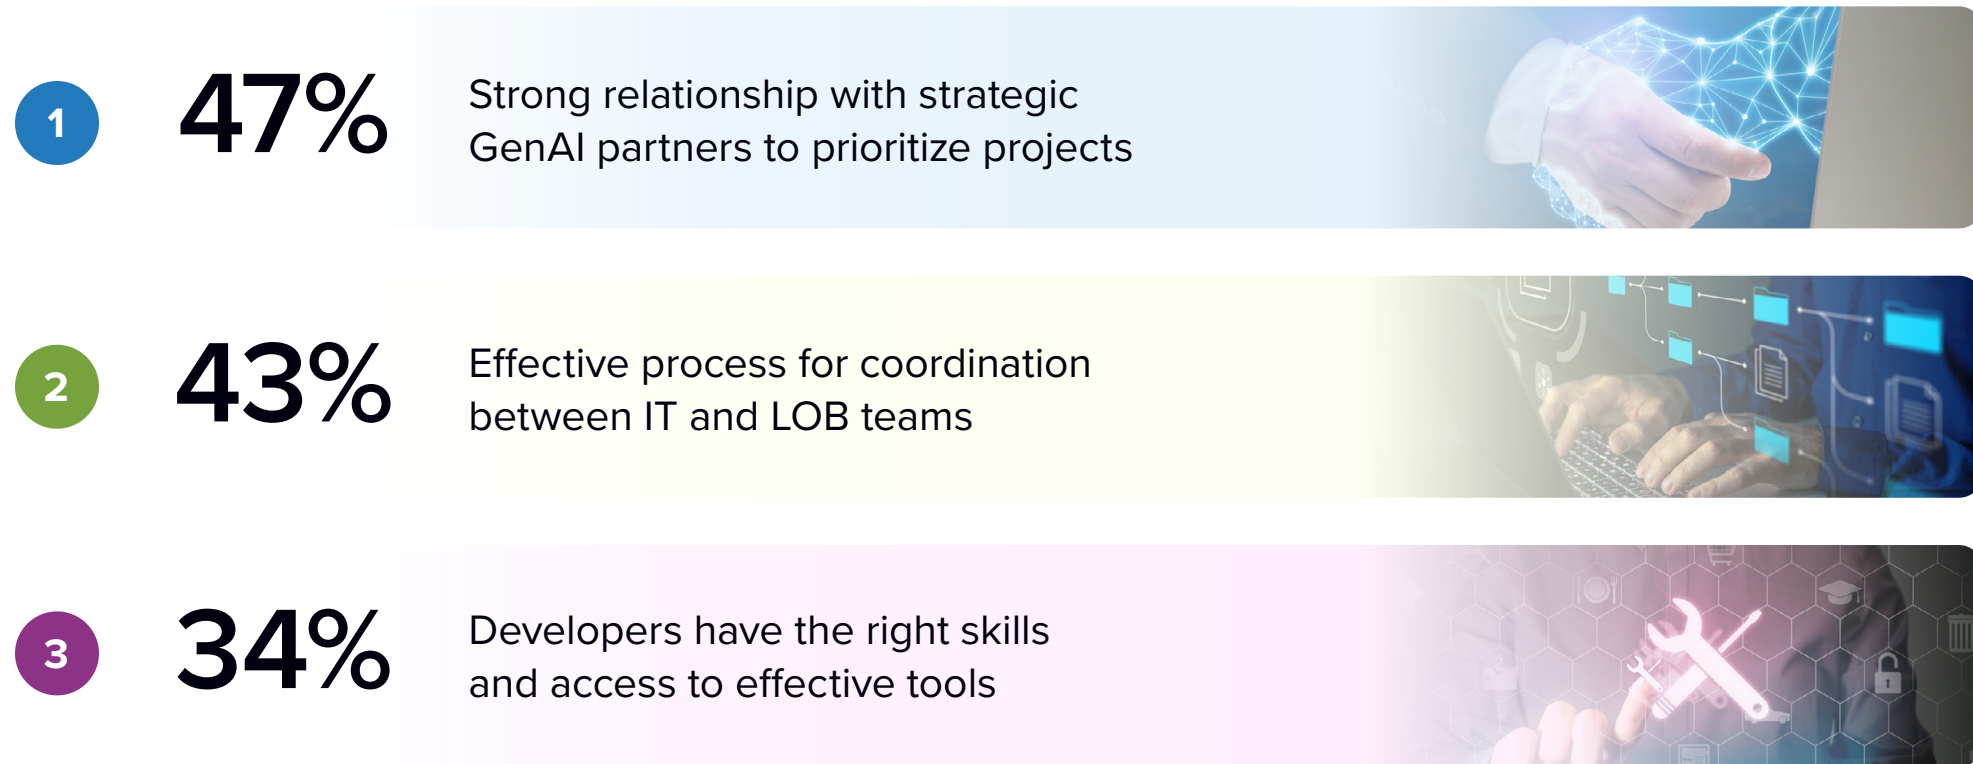 1
47%
Strong relationship with strategic
GenAI partners to prioritize projects
2
43%
Effective process for coordination
between IT and LOB teams
3
34%
Developers have the right skills
and access to effective tools